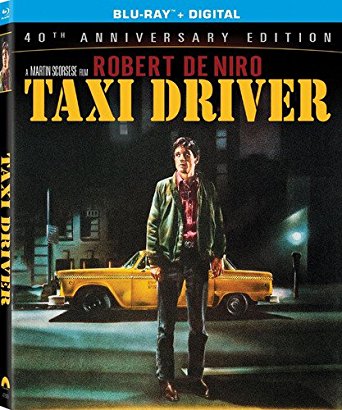 BLU-RAY + DIGITAL
40TH ANNIVERSARY EDITION
A MARTIN SCORSESE FILM
ROBERT DE NIRO
TAXI DRIVER
TAXI DRIVER